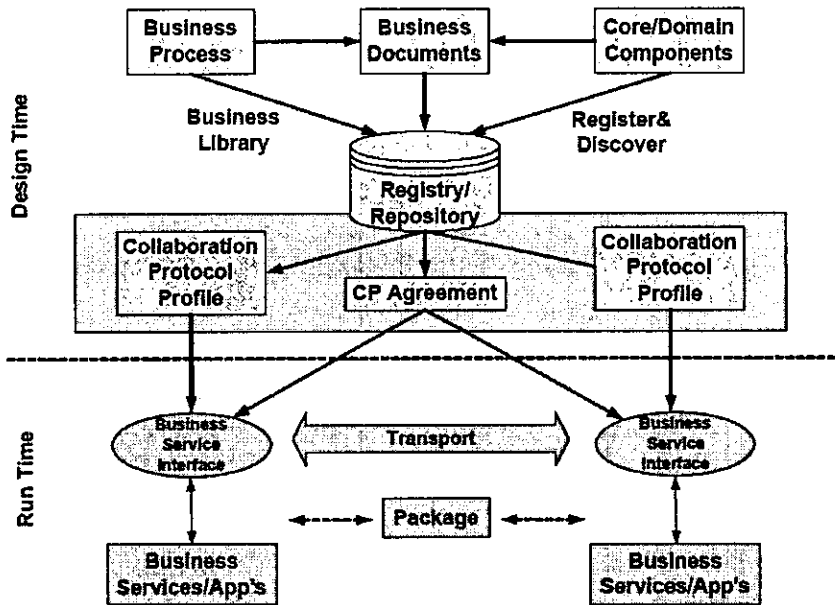 Business
Process
Business
Documents
Core/Domain
Components
Business
Library
Register&
Discover
Design Time
Registry/
Repository
Collaboration
Protocol
Profile
CP Agreement
Collaboration
Protocol
Profile
Run Time
Business
Service
Interface
Transport
Business
Service
Interface
Package
Business
Services/App's
Business
Services/App's